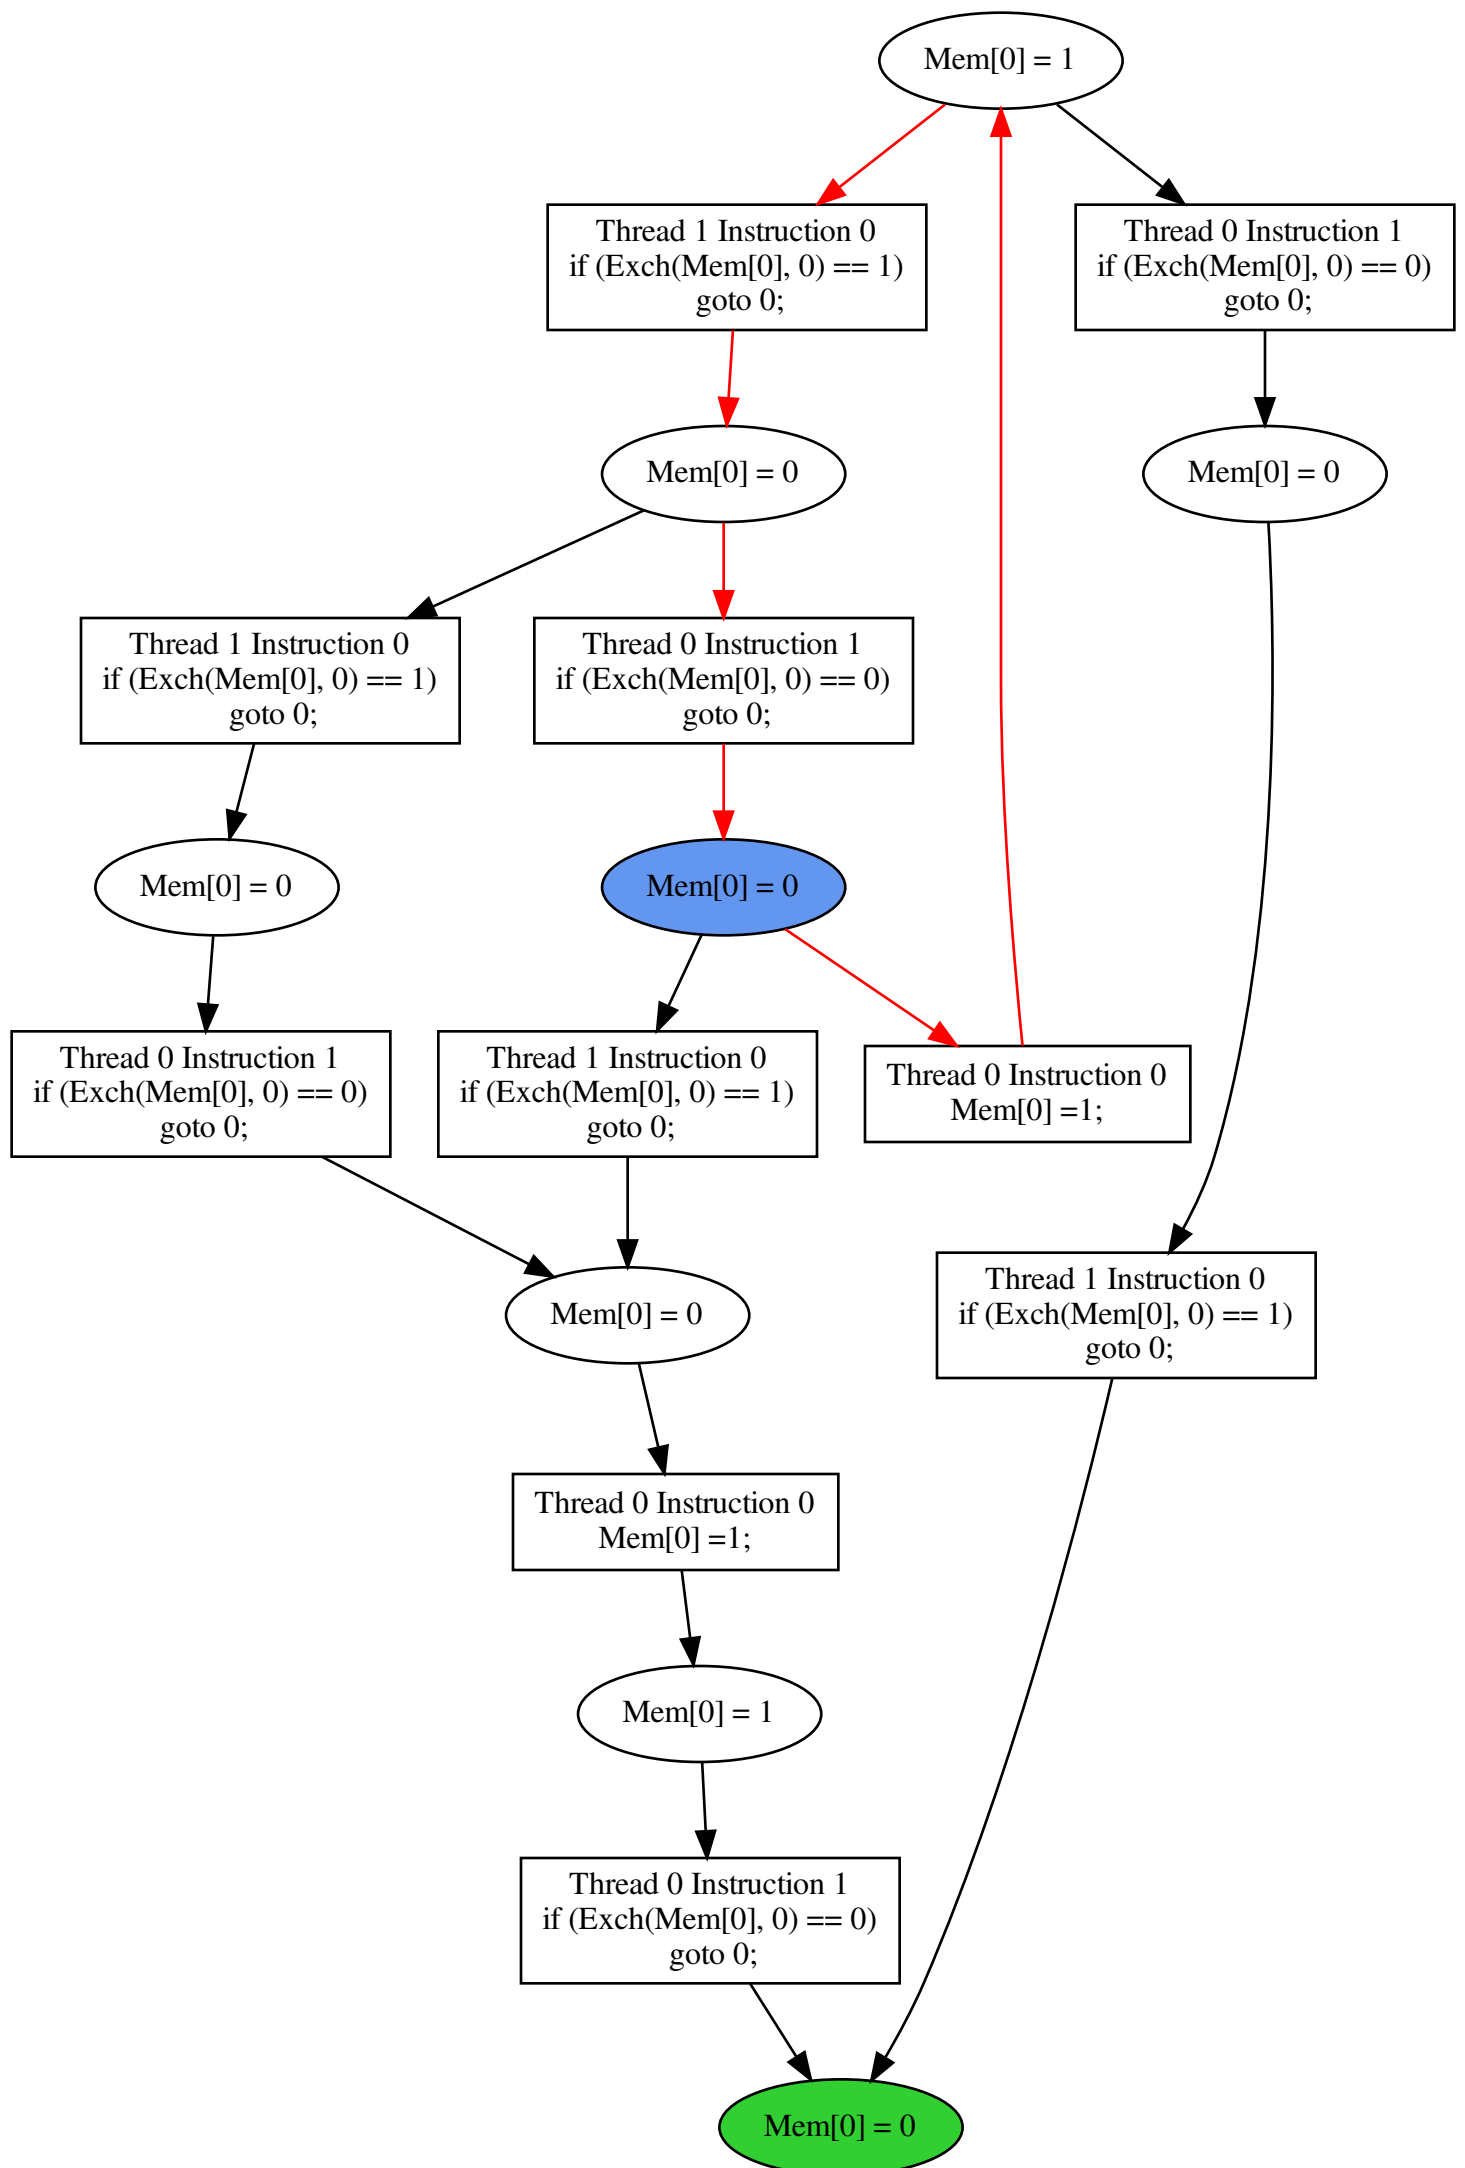 Mem[0] = 1
Thread 1 Instruction 0
if (Exch(Mem[0], 0) == 1)
goto 0;
Thread 0 Instruction 1
if (Exch(Mem[0], 0) == 0)
goto 0;
Mem[0] = 0
Mem[0] = 0
Thread 1 Instruction 0
if (Exch(Mem[0], 0) == 1)
goto 0;
Thread 0 Instruction 1
if (Exch(Mem[0], 0) == 0)
goto 0;
Mem[0] = 0
Mem[0] = 0
Thread 0 Instruction 1
if (Exch(Mem[0], 0) == 0)
goto 0;
Thread 1 Instruction 0
if (Exch(Mem[0], 0) == 1)
goto 0;
Thread 0 Instruction 0
Mem[0] =1;
Mem[0] = 0
Thread 1 Instruction 0
if (Exch(Mem[0], 0) == 1)
goto 0;
Thread 0 Instruction 0
Mem[0] =1;
Mem[0] = 1
Thread 0 Instruction 1
if (Exch(Mem[0], 0) == 0)
goto 0;
Mem[0] = 0